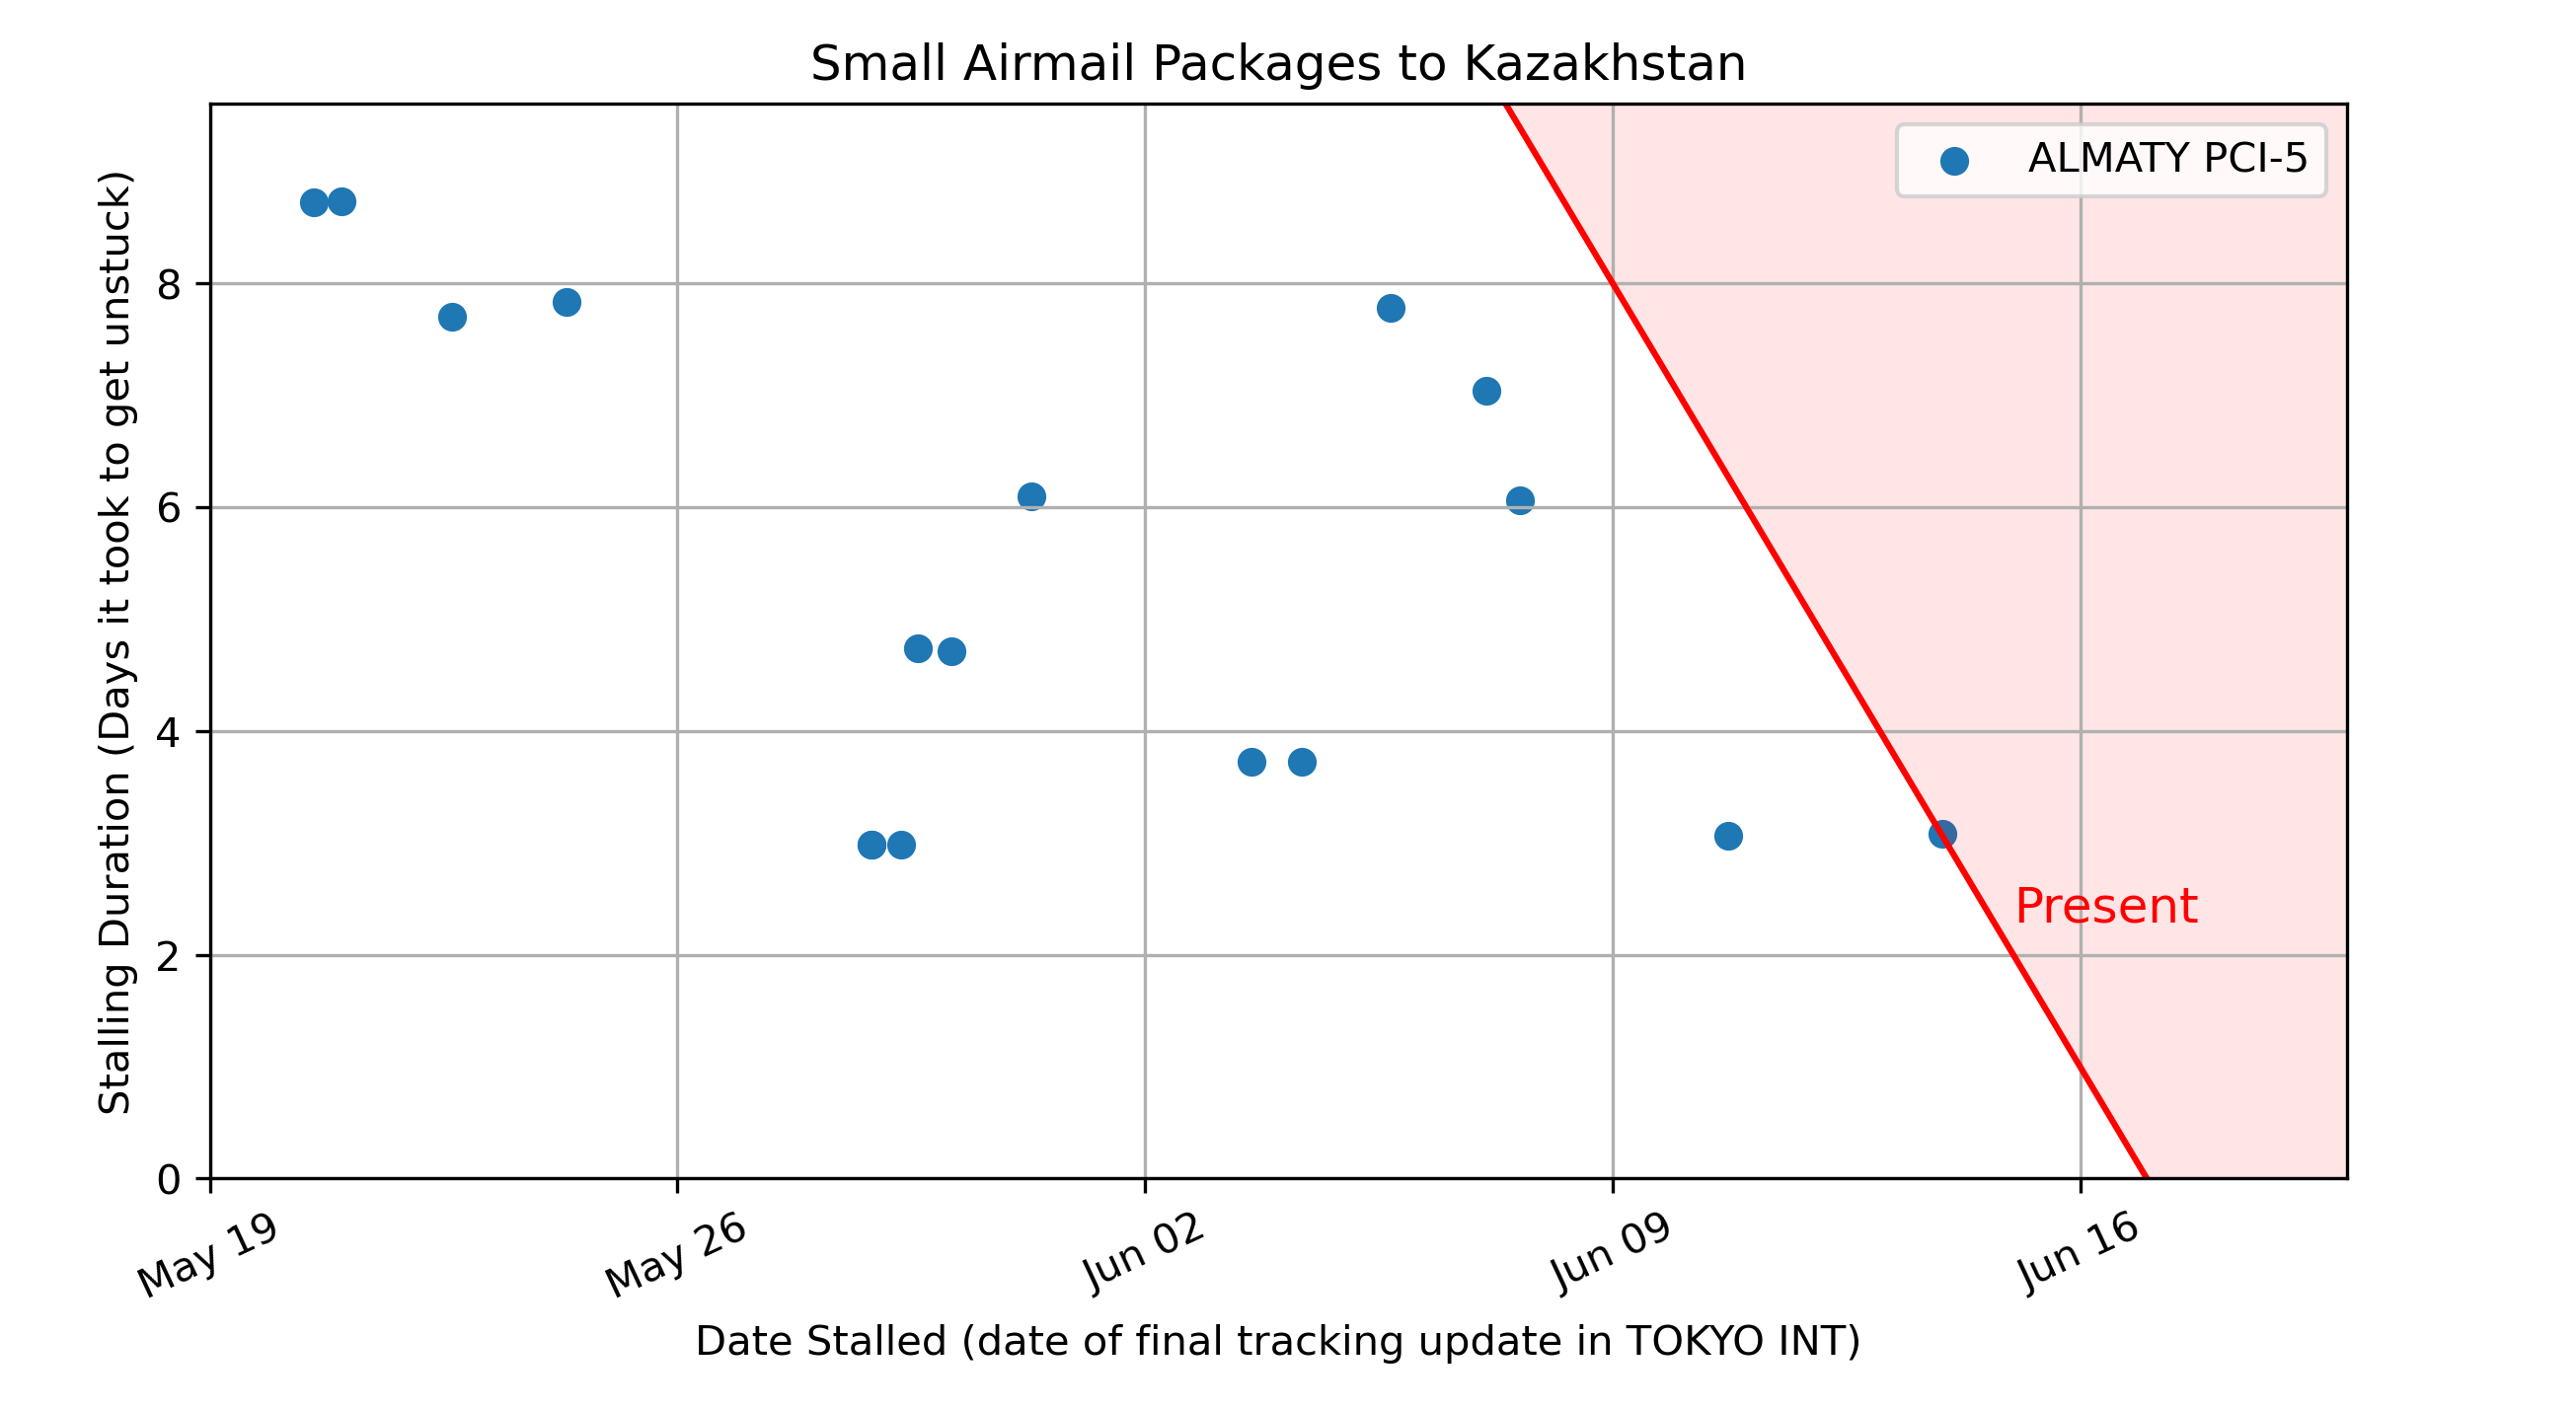 Small Airmail Packages to Kazakhstan
ALMATY PCI-5
Stalling Duration (Days it took to get unstuck)
8
6
4
2
0
Present
May 19
May 26
Jun 02
Jun 09
Jun 16
Date Stalled (date of final tracking update in TOKYO INT)